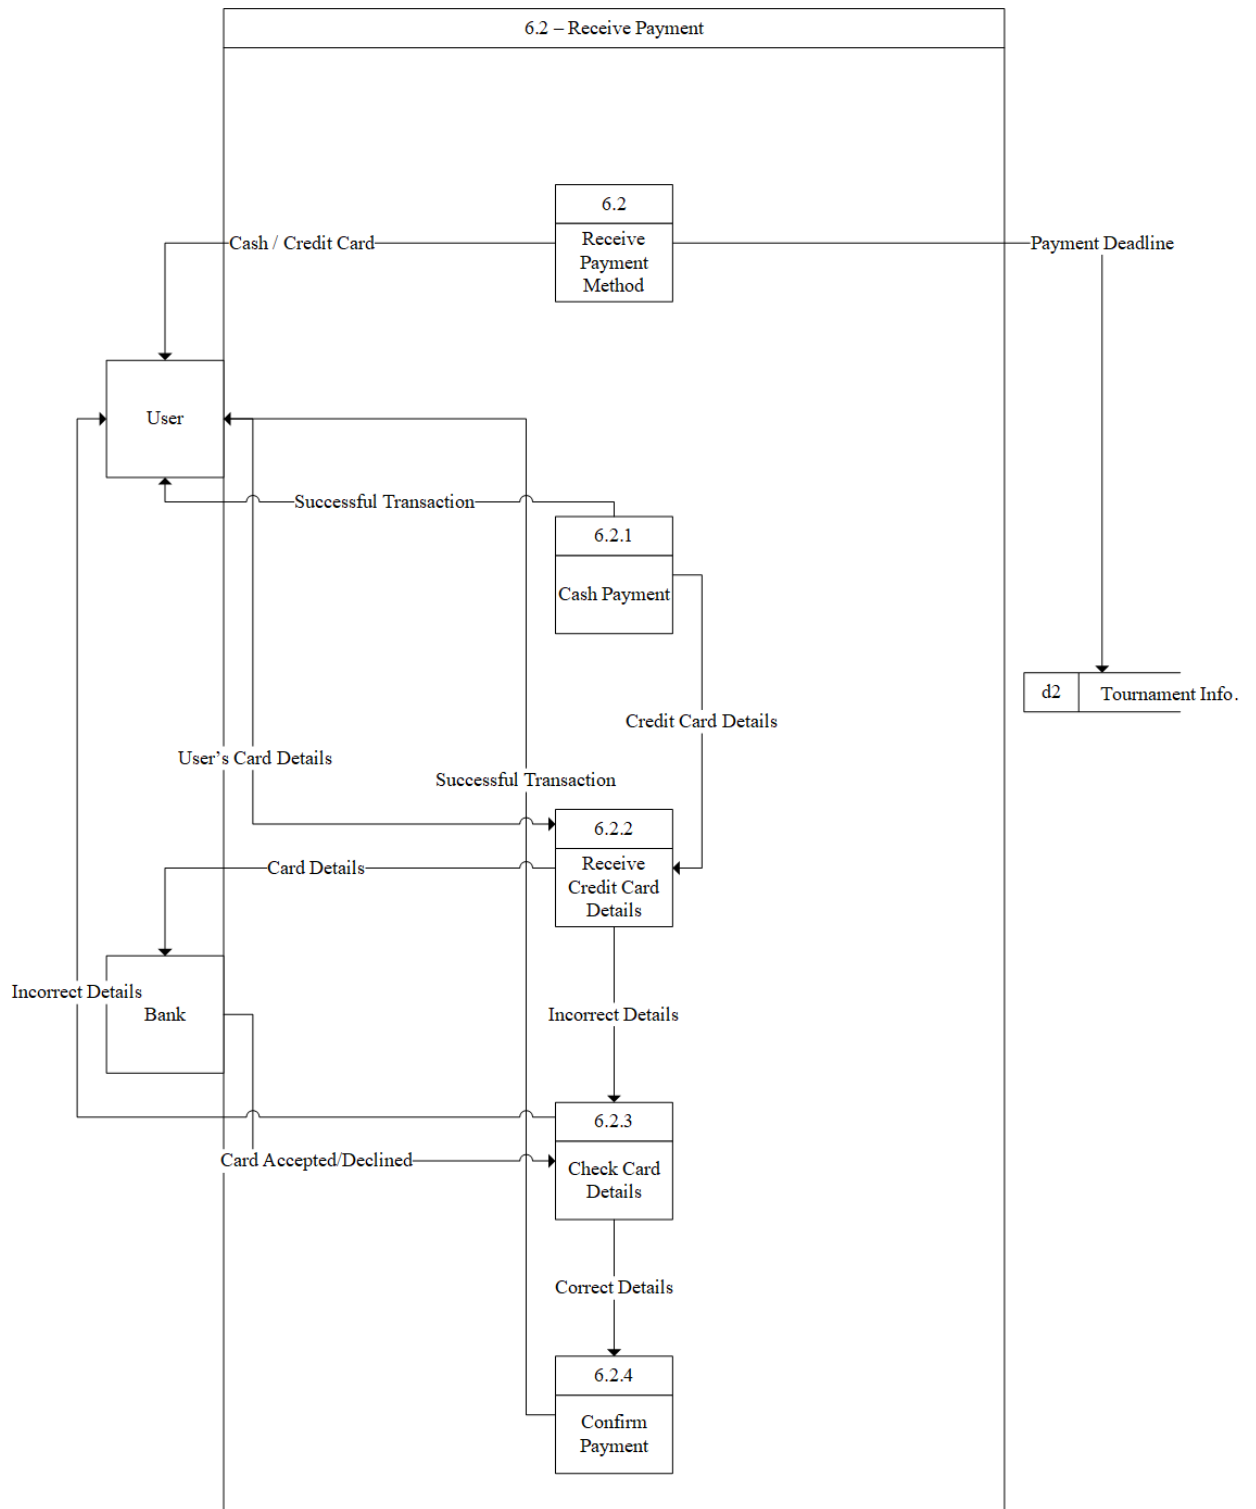 6.2 – Receive Payment
6.2
Cash / Credit Card
Receive
Payment
Method
Payment Deadline
User
Successful Transaction
6.2.1
Cash Payment
d2
Tournament Info.
Credit Card Details
User’s Card Details
Successful Transaction
6.2.2
Card Details
Receive
Credit Card
Details
Incorrect Details
Bank
Incorrect Details
6.2.3
Card Accepted/Declined
Check Card
Details
Correct Details
6.2.4
Confirm
Payment